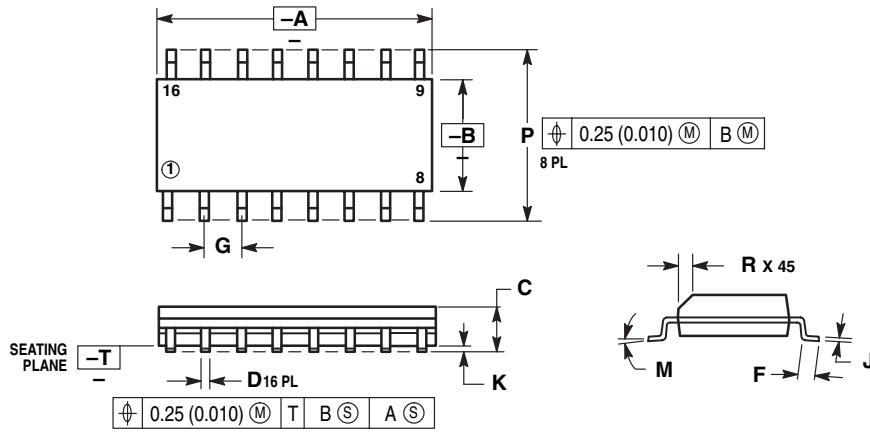 –A–
16
9
–B–
P
⌖ 0.25 (0.010) Ⓜ B Ⓜ
8 PL
①
8
G
C
R X 45
SEATING
PLANE
–T–
D 16 PL
K
M
F
J
⌖ 0.25 (0.010) Ⓜ T B Ⓢ A Ⓢ